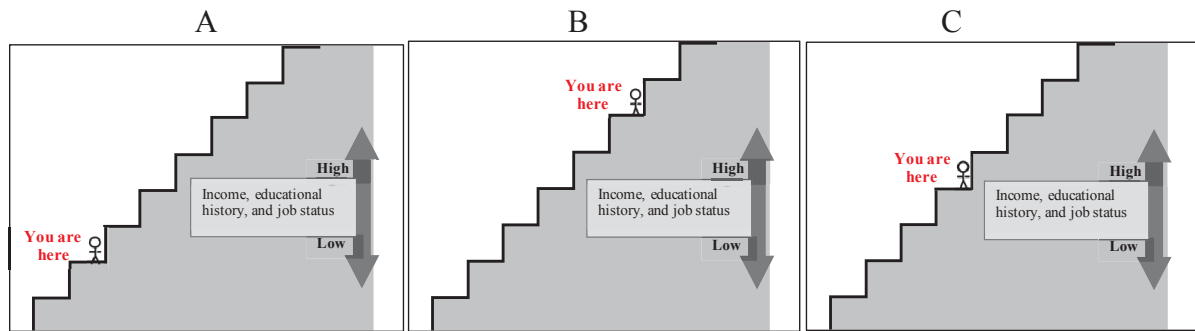 A
You are
here
High
Income, educational
history, and job status
Low
B
You are
here
High
Income, educational
history, and job status
Low
C
You are
here
High
Income, educational
history, and job status
Low